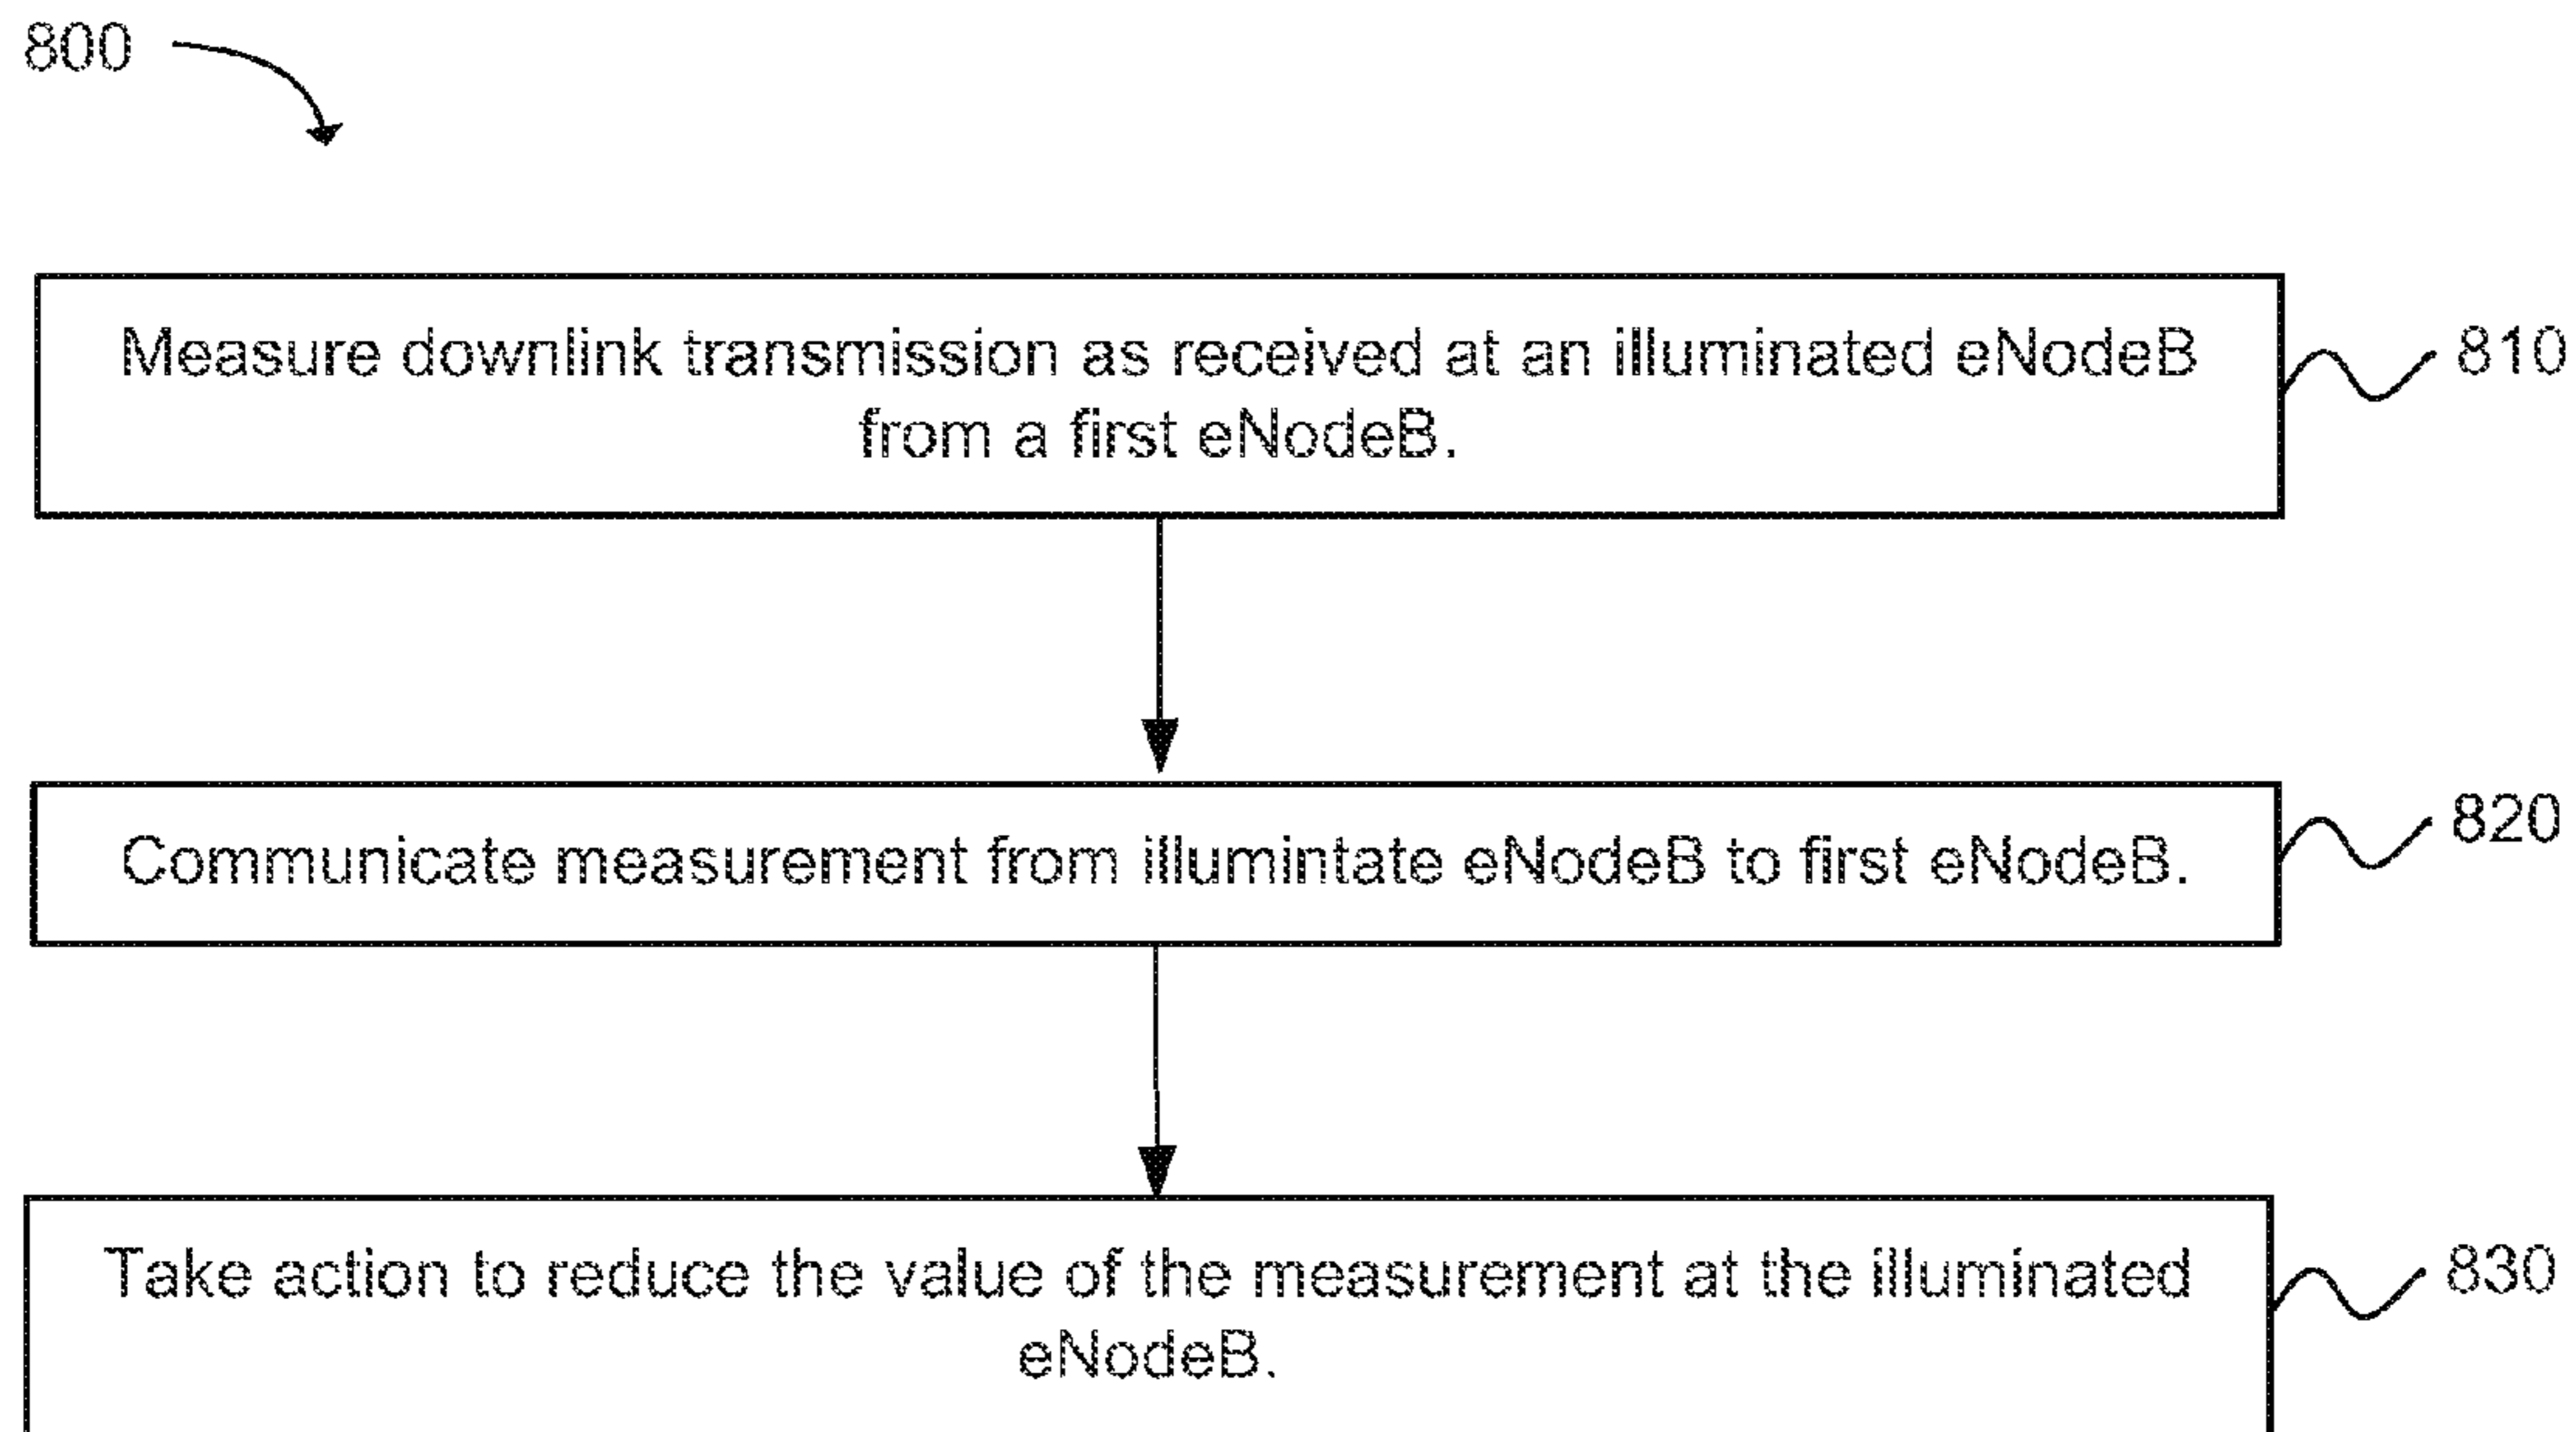 800
Measure downlink transmission as received at an illuminated eNodeB
from a first eNodeB.
810
Communicate measurement from illumintate eNodeB to first eNodeB.
820
Take action to reduce the value of the measurement at the illuminated
eNodeB.
830